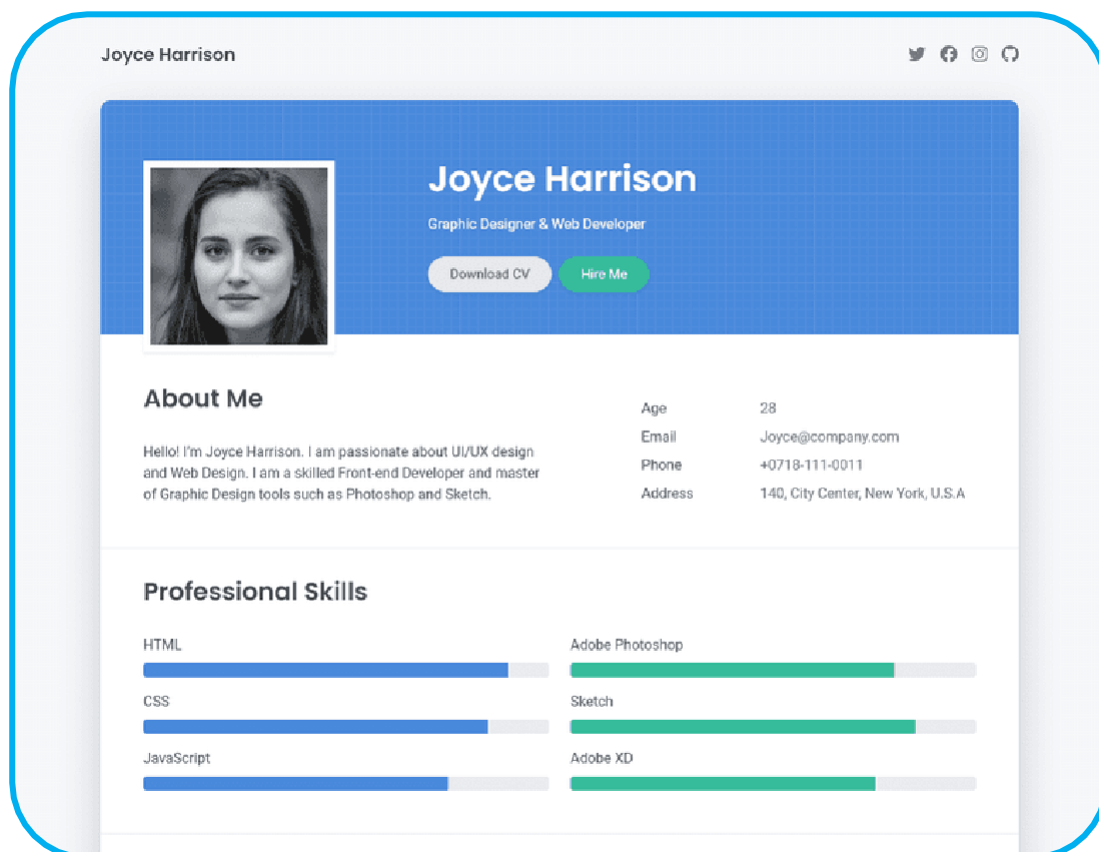 Joyce Harrison
Joyce Harrison
Graphic Designer & Web Developer
Download CV
Hire Me
About Me
Hello! I'm Joyce Harrison. I am passionate about UI/UX design
and Web Design. I am a skilled Front-end Developer and master
of Graphic Design tools such as Photoshop and Sketch.
Age 28
Email Joyce@company.com
Phone +0718-111-0011
Address 140, City Center, New York, U.S.A
Professional Skills
HTML
CSS
JavaScript
Adobe Photoshop
Sketch
Adobe XD